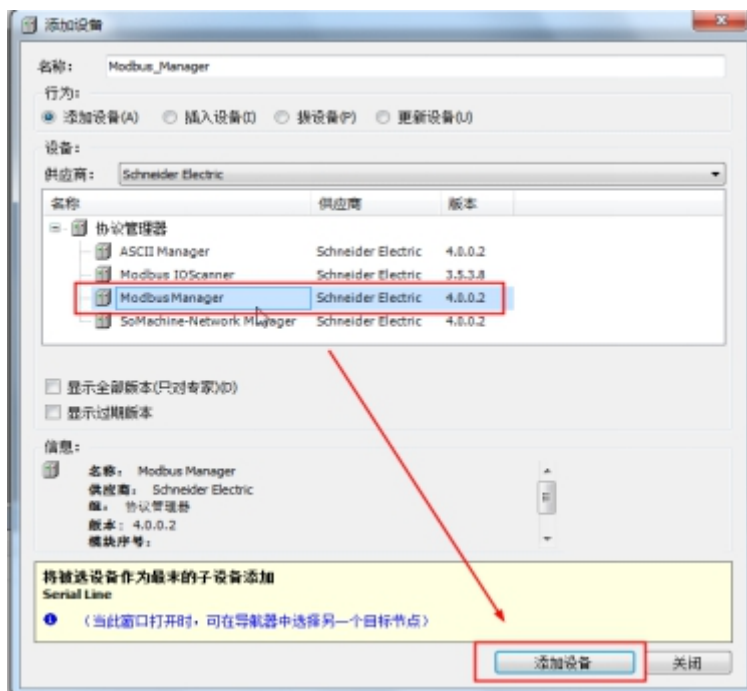 添加设备
名称： Modbus_Manager
行为：
添加设备(A) 插入设备(I) 拔设备(P) 更新设备(U)
设备：
供应商： Schneider Electric
名称 供应商 版本
协议管理器
ASCII Manager Schneider Electric 4.0.0.2
Modbus IOScanner Schneider Electric 3.5.3.8
Modbus Manager Schneider Electric 4.0.0.2
SoMachine-Network Manager Schneider Electric 4.0.0.2
显示全部版本(只对专家)(D)
显示过期版本
信息：
名称： Modbus Manager
供应商： Schneider Electric
组： 协议管理器
版本： 4.0.0.2
模块序号：
将被选设备作为最末的子设备添加
Serial Line
（当此窗口打开时，可在导航器中选择另一个目标节点）
添加设备 关闭